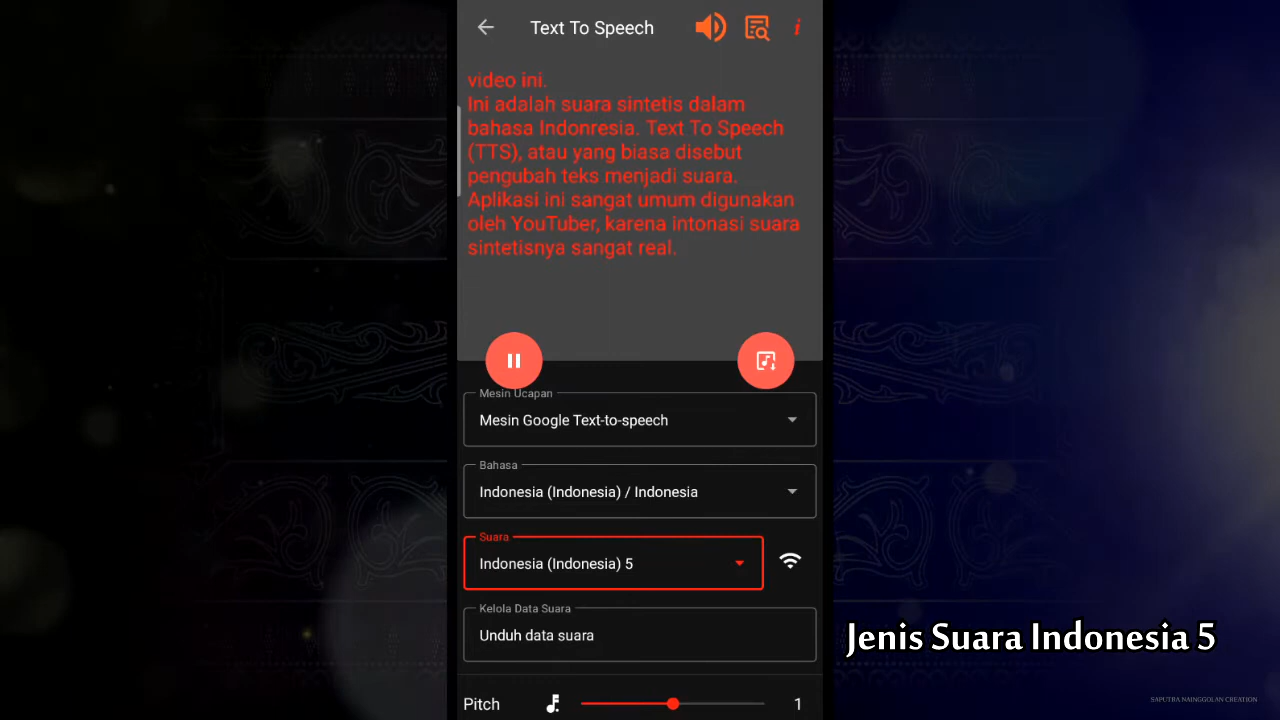 Text To Speech
i
video ini.
Ini adalah suara sintetis dalam
bahasa Indonresia. Text To Speech
(TTS), atau yang biasa disebut
pengubah teks menjadi suara.
Aplikasi ini sangat umum digunakan
oleh YouTuber, karena intonasi suara
sintetisnya sangat real.
Mesin Ucapan
Mesin Google Text-to-speech
Bahasa
Indonesia (Indonesia) / Indonesia
Suara
Indonesia (Indonesia) 5
Kelola Data Suara
Unduh data suara
Pitch 1
Jenis Suara Indonesia 5
SAPUTRA NAINGGOLAN CREATION